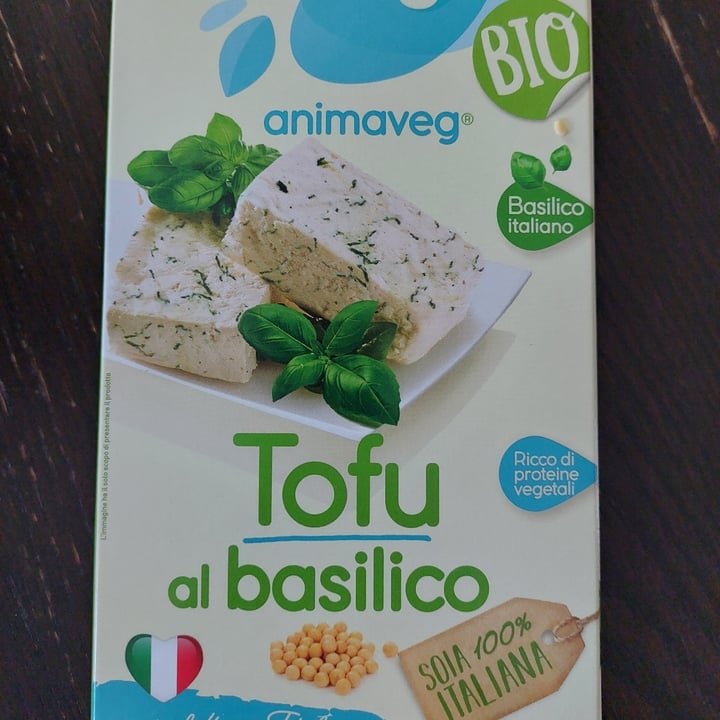 BIO
animaveg®
Basilico
italiano
L'immagine ha il solo scopo di presentare il prodotto
Ricco di
proteine
vegetali
Tofu
al basilico
SOIA 100%
ITALIANA